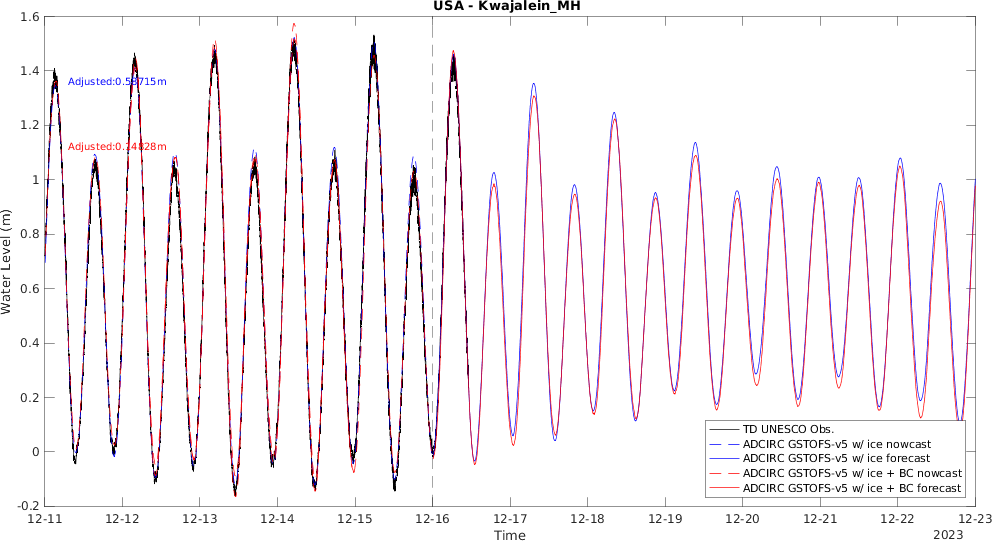 USA - Kwajalein_MH
1.6
1.4
1.2
1
0.8
0.6
0.4
0.2
0
-0.2
Water Level (m)
Adjusted:0.58715m
Adjusted:0.74828m
TD UNESCO Obs.
ADCIRC GSTOFS-v5 w/ ice nowcast
ADCIRC GSTOFS-v5 w/ ice forecast
ADCIRC GSTOFS-v5 w/ ice + BC nowcast
ADCIRC GSTOFS-v5 w/ ice + BC forecast
12-11 12-12 12-13 12-14 12-15 12-16 12-17 12-18 12-19 12-20 12-21 12-22 12-23
Time
2023